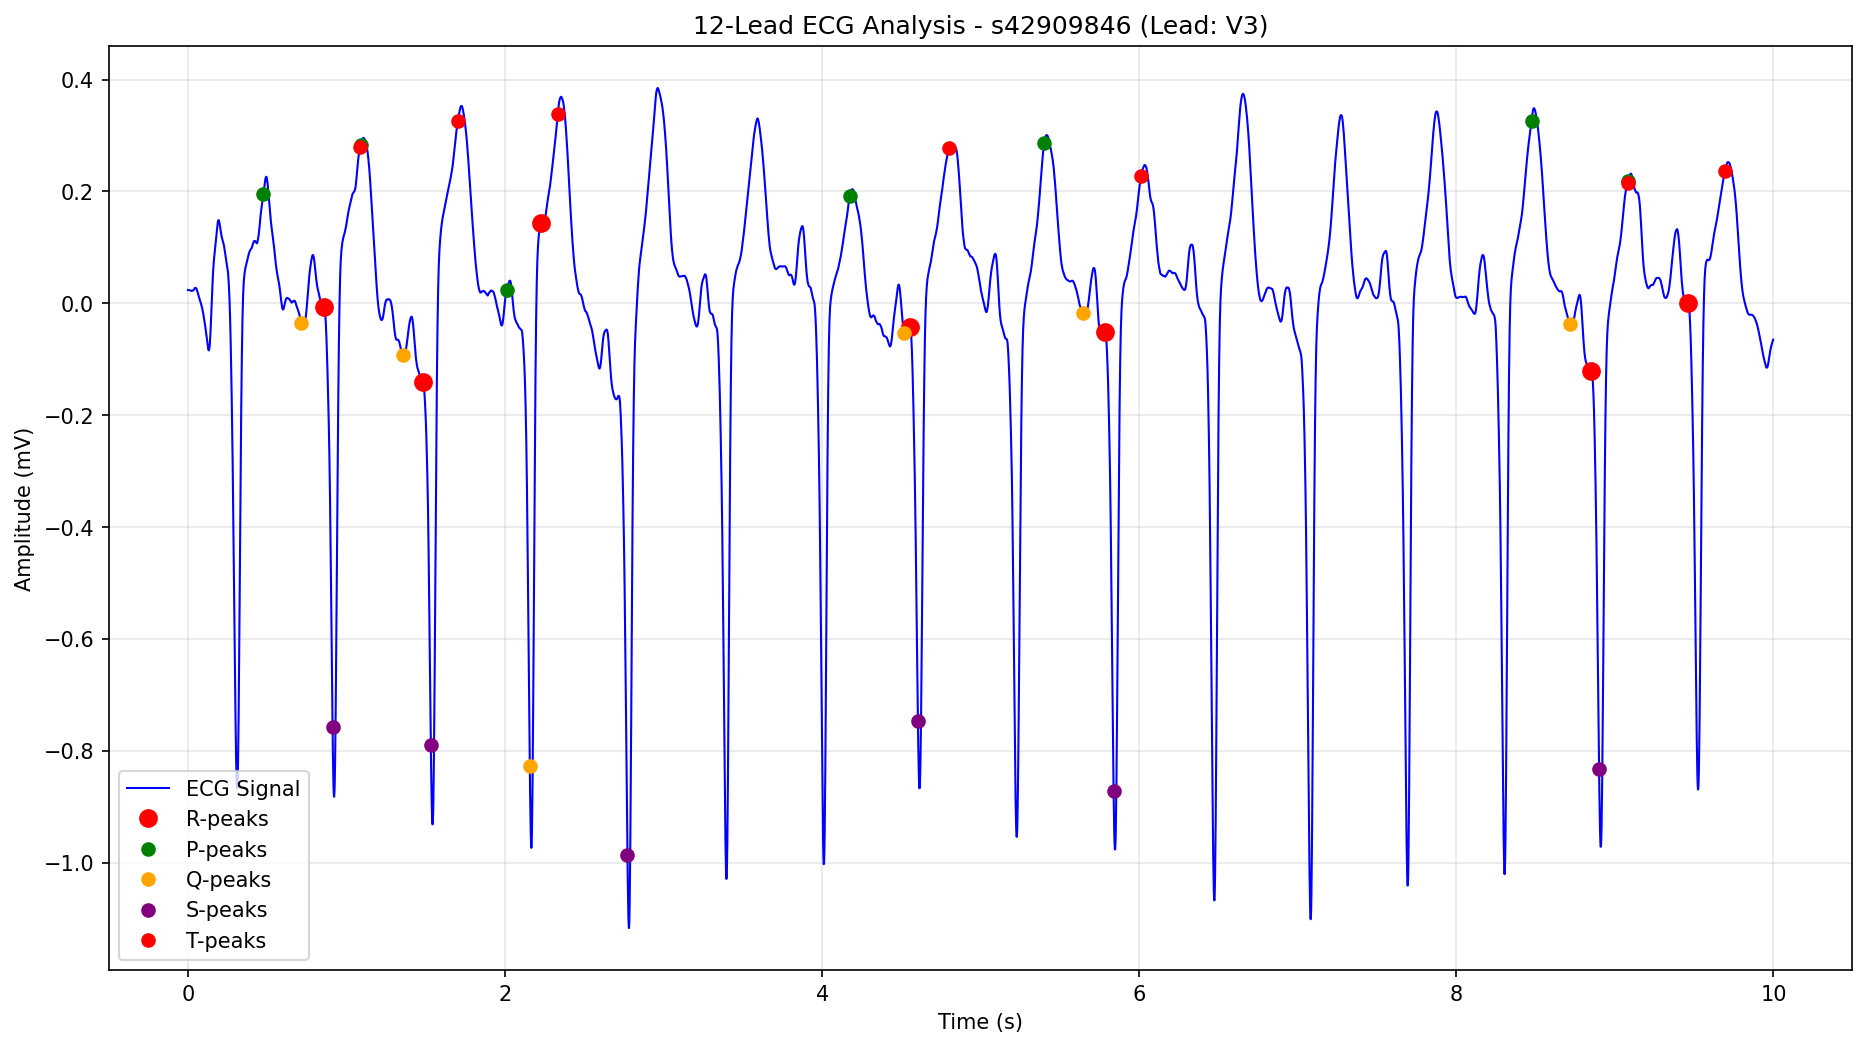 12-Lead ECG Analysis - s42909846 (Lead: V3)
Amplitude (mV)
0.4
0.2
0.0
−0.2
−0.4
−0.6
−0.8
−1.0
ECG Signal
R-peaks
P-peaks
Q-peaks
S-peaks
T-peaks
0 2 4 6 8 10
Time (s)